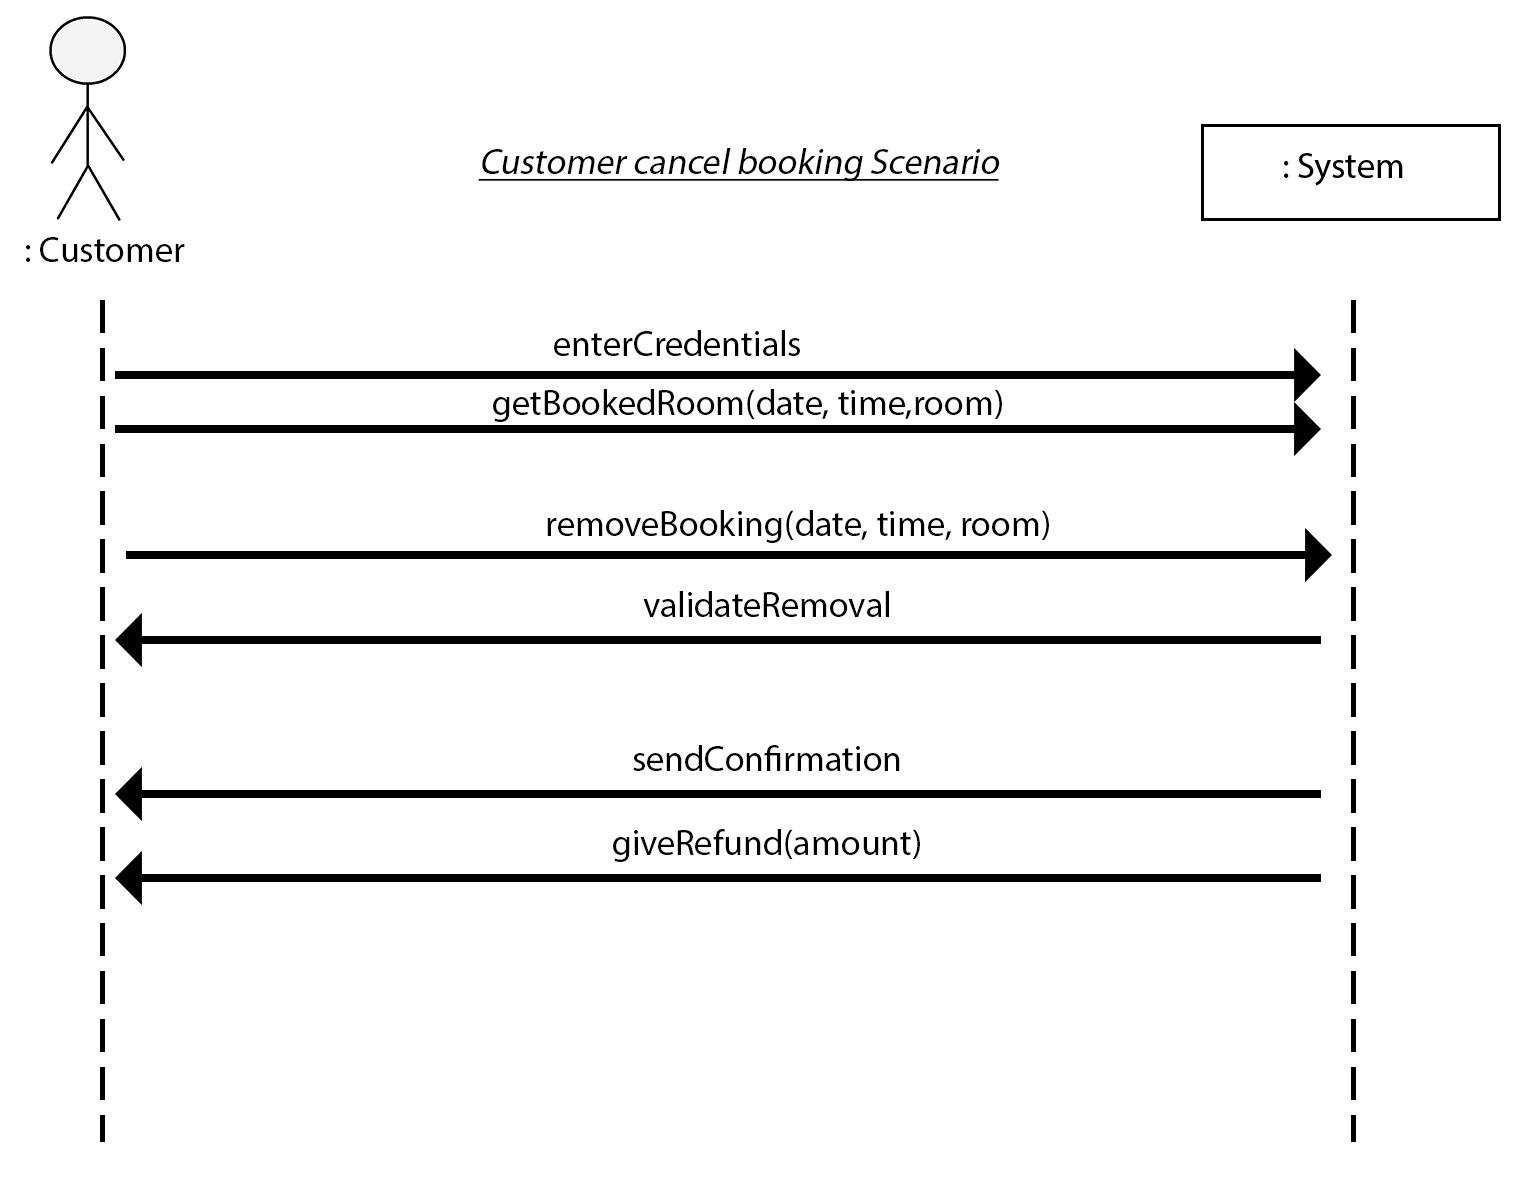 Customer cancel booking Scenario
: System
: Customer
enterCredentials
getBookedRoom(date, time,room)
removeBooking(date, time, room)
validateRemoval
sendConfirmation
giveRefund(amount)